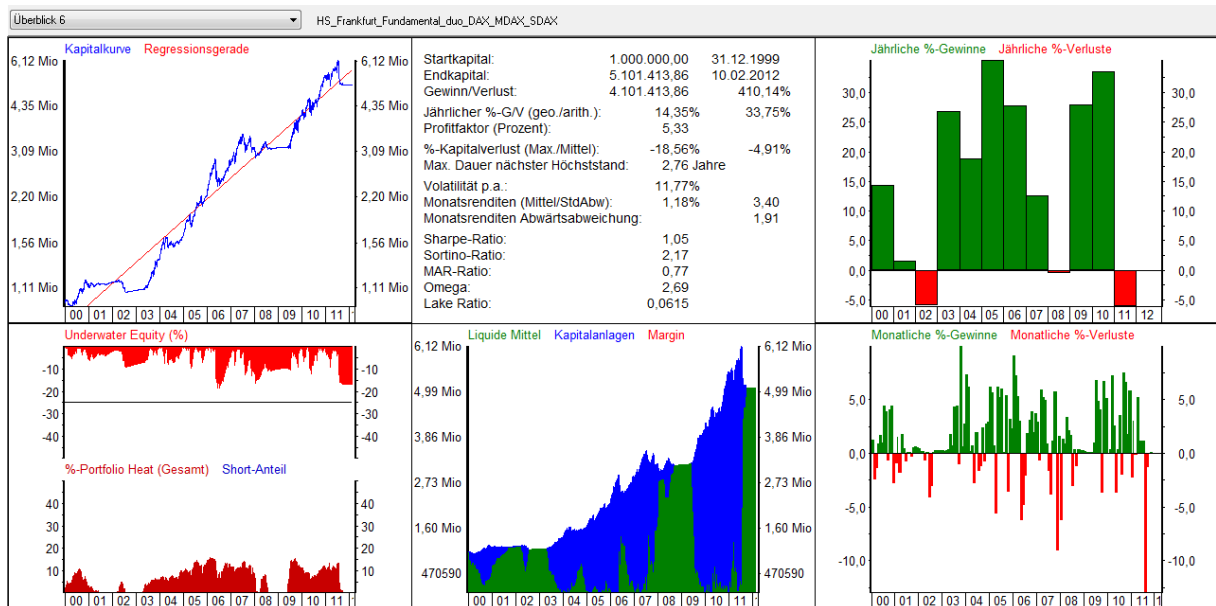 Überblick 6
HS_Frankfurt_Fundamental_duo_DAX_MDAX_SDAX
Kapitalkurve Regressionsgerade
6,12 Mio 6,12 Mio
4,35 Mio 4,35 Mio
3,09 Mio 3,09 Mio
2,20 Mio 2,20 Mio
1,56 Mio 1,56 Mio
1,11 Mio 1,11 Mio
00 01 02 03 04 05 06 07 08 09 10 11
Startkapital: 1.000.000,00 31.12.1999
Endkapital: 5.101.413,86 10.02.2012
Gewinn/Verlust: 4.101.413,86 410,14%
Jährlicher %-G/V (geo./arith.): 14,35% 33,75%
Profitfaktor (Prozent): 5,33
%-Kapitalverlust (Max./Mittel): -18,56% -4,91%
Max. Dauer nächster Höchststand: 2,76 Jahre
Volatilität p.a.: 11,77%
Monatsrenditen (Mittel/StdAbw): 1,18% 3,40
Monatsrenditen Abwärtsabweichung: 1,91
Sharpe-Ratio: 1,05
Sortino-Ratio: 2,17
MAR-Ratio: 0,77
Omega: 2,69
Lake Ratio: 0,0615
Jährliche %-Gewinne Jährliche %-Verluste
30,0 30,0
25,0 25,0
20,0 20,0
15,0 15,0
10,0 10,0
5,0 5,0
0,0 0,0
-5,0 -5,0
00 01 02 03 04 05 06 07 08 09 10 11 12
Underwater Equity (%)
-10 -10
-20 -20
-30 -30
-40 -40
%-Portfolio Heat (Gesamt) Short-Anteil
40 40
30 30
20 20
10 10
00 01 02 03 04 05 06 07 08 09 10 11
Liquide Mittel Kapitalanlagen Margin
6,12 Mio 6,12 Mio
4,99 Mio 4,99 Mio
3,86 Mio 3,86 Mio
2,73 Mio 2,73 Mio
1,60 Mio 1,60 Mio
470590 470590
00 01 02 03 04 05 06 07 08 09 10 11
Monatliche %-Gewinne Monatliche %-Verluste
5,0 5,0
0,0 0,0
-5,0 -5,0
-10,0 -10,0
00 01 02 03 04 05 06 07 08 09 10 11